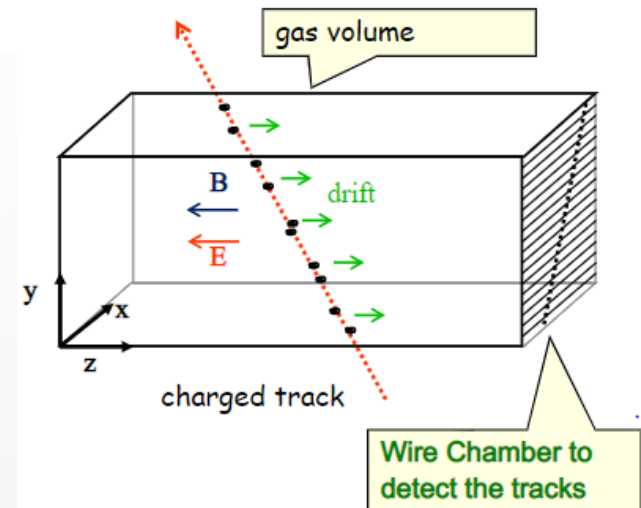 gas volume
B
drift
E
y
x
z
charged track
Wire Chamber to
detect the tracks